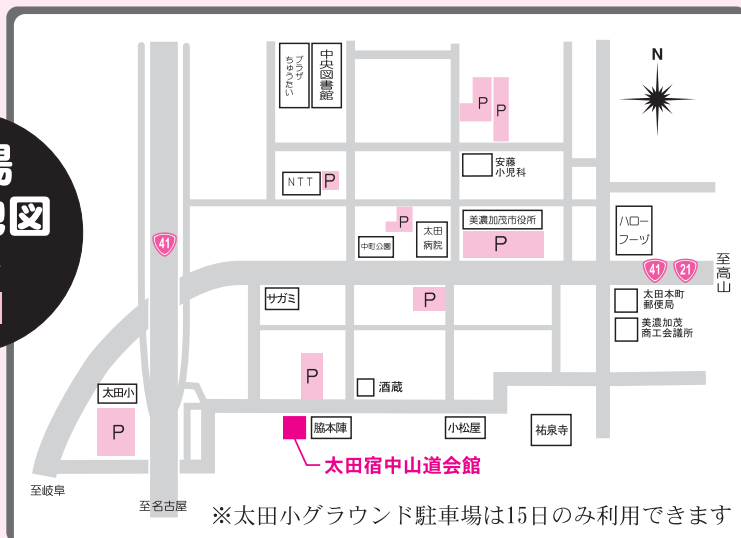 場
図
プラザ
ちゅうたい
中央図書館
N
P
P
安藤
小児科
NTT
P
P
中町公園
太田
病院
美濃加茂市役所
P
ハロー
フーヅ
41
41
21
至高山
サガミ
P
太田本町
郵便局
美濃加茂
商工会議所
P
酒蔵
太田小
P
脇本陣
小松屋
祐泉寺
太田宿中山道会館
至岐阜
至名古屋
※太田小グラウンド駐車場は15日のみ利用できます